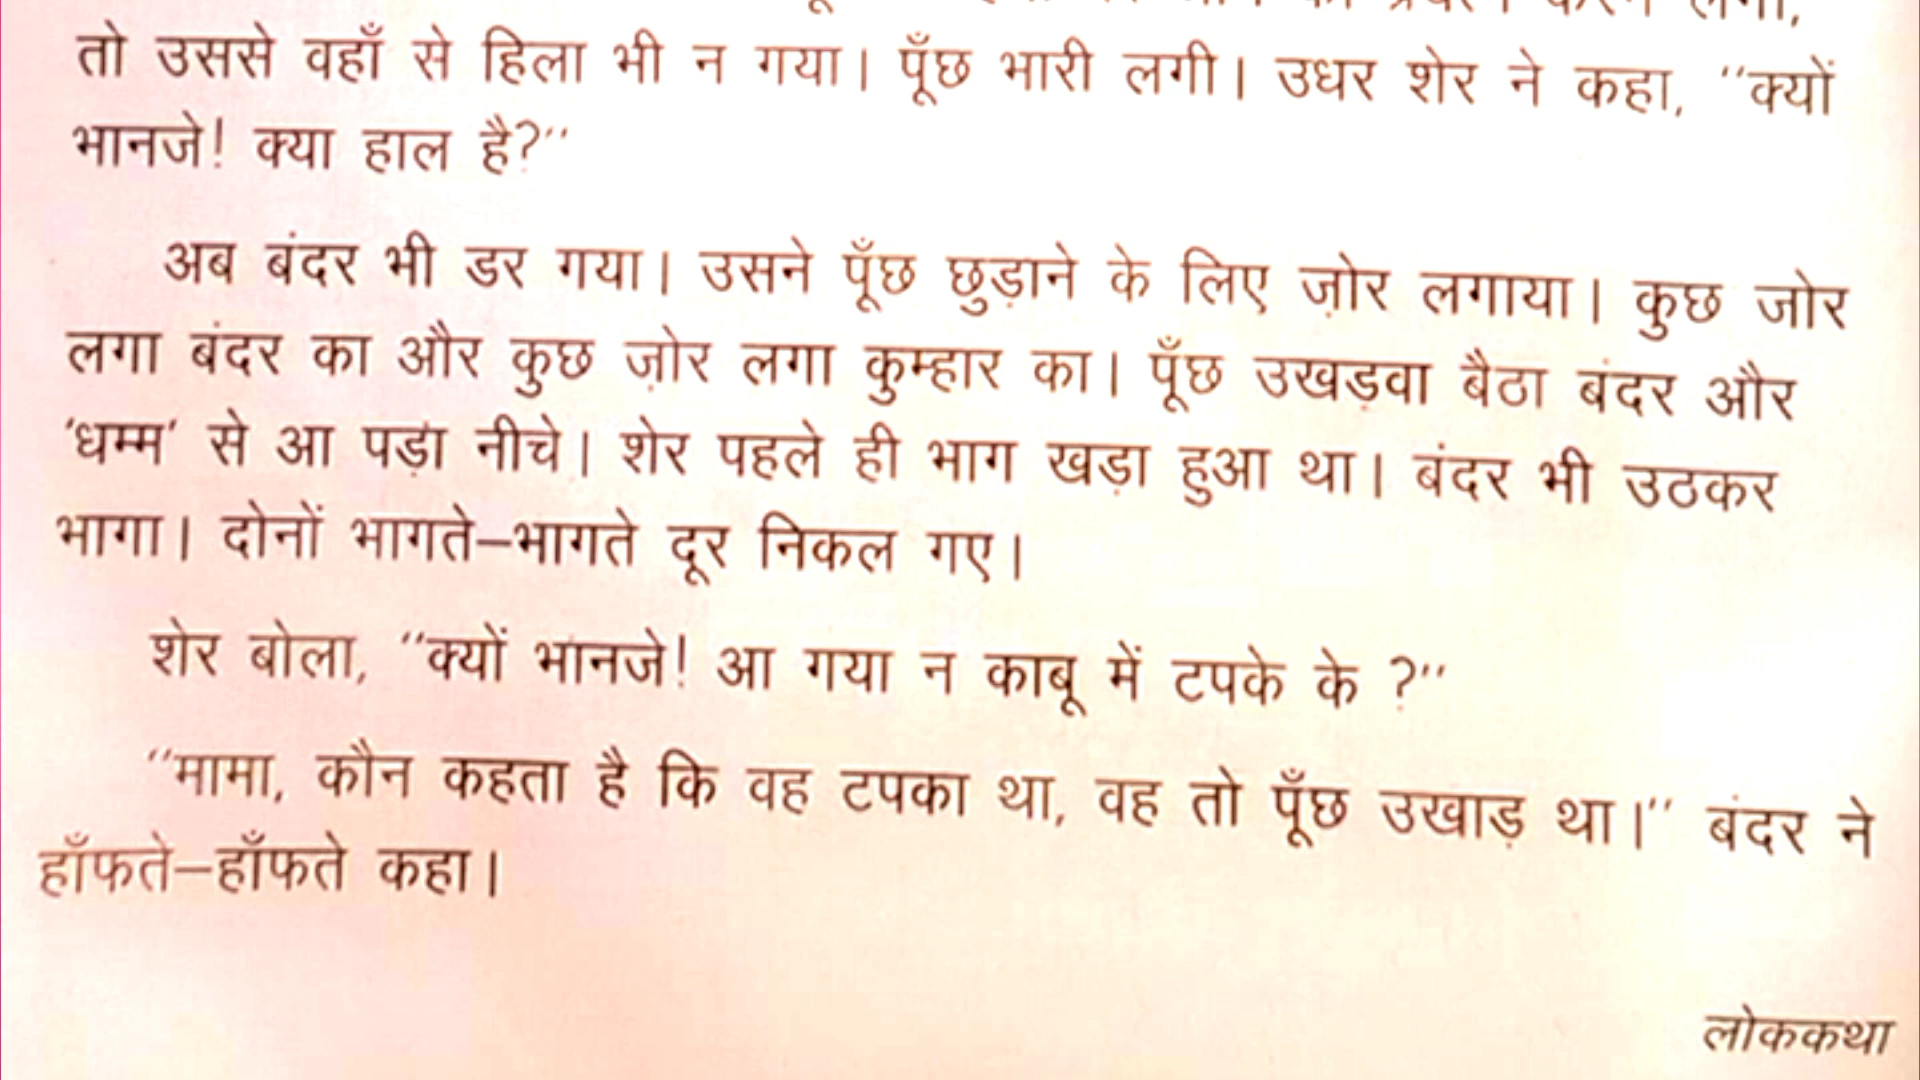 तो उससे वहाँ से हिला भी न गया। पूँछ भारी लगी। उधर शेर ने कहा, ‘‘क्यों
भानजे! क्या हाल है?’’
अब बंदर भी डर गया। उसने पूँछ छुड़ाने के लिए ज़ोर लगाया। कुछ जोर
लगा बंदर का और कुछ ज़ोर लगा कुम्हार का। पूँछ उखड़वा बैठा बंदर और
‘धम्म’ से आ पड़ा नीचे। शेर पहले ही भाग खड़ा हुआ था। बंदर भी उठकर
भागा। दोनों भागते–भागते दूर निकल गए।
शेर बोला, ‘‘क्यों भानजे! आ गया न काबू में टपके के ?’’
‘‘मामा, कौन कहता है कि वह टपका था, वह तो पूँछ उखाड़ था।’’ बंदर ने
हाँफते–हाँफते कहा।
लोककथा